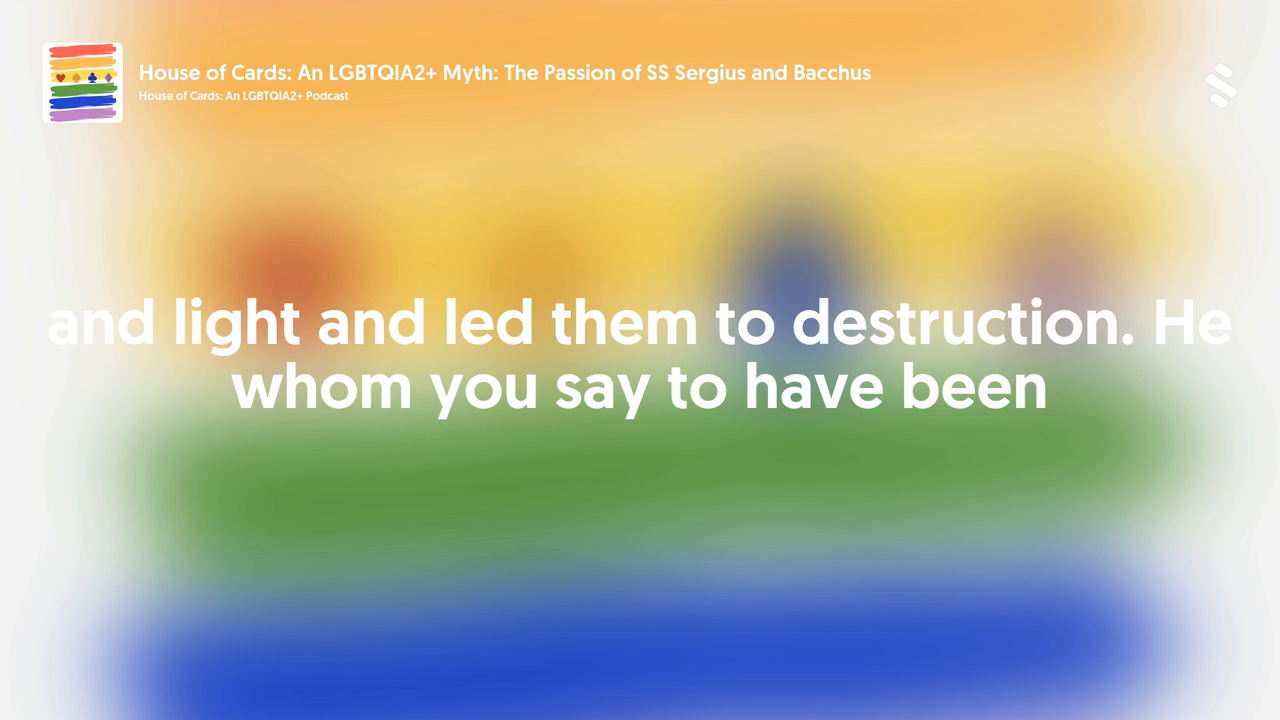 House of Cards: An LGBTQIA2+ Myth: The Passion of SS Sergius and Bacchus
House of Cards: An LGBTQIA2+ Podcast
and light and led them to destruction. He
whom you say to have been